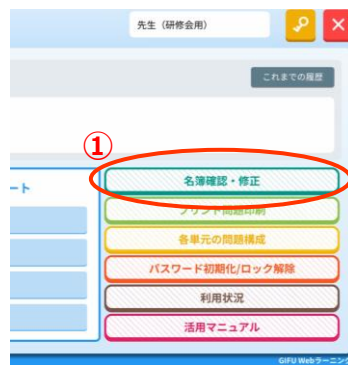 先生（研修会用）
これまでの履歴
①
ート
名簿確認・修正
プリント問題印刷
各単元の問題構成
パスワード初期化/ロック解除
利用状況
活用マニュアル
GIFU Webラーニング